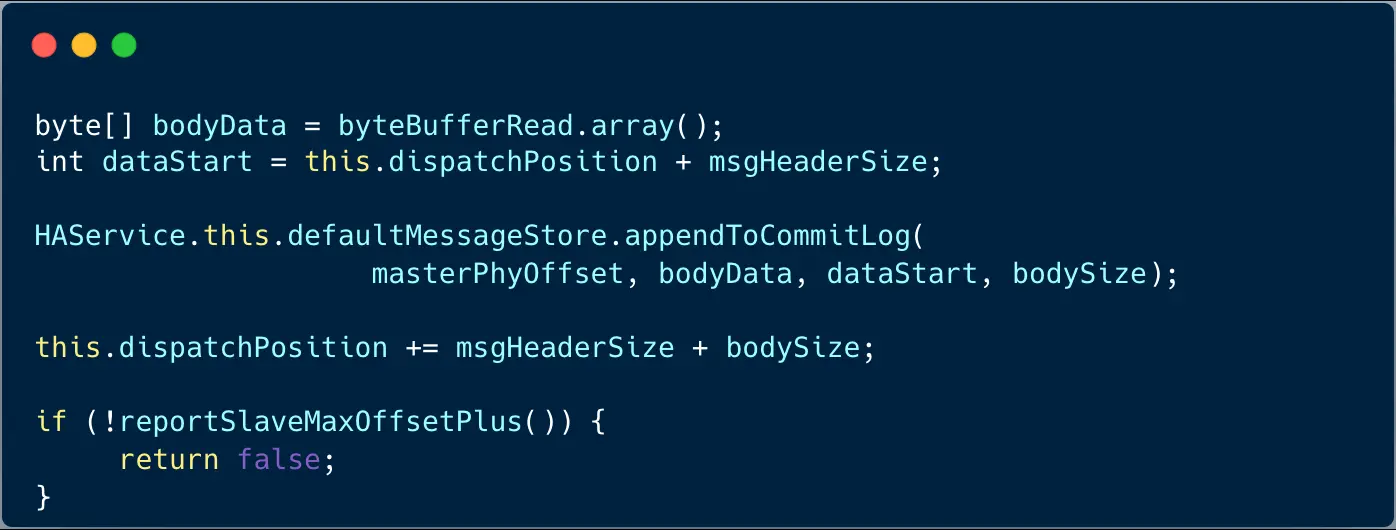 byte[] bodyData = byteBufferRead.array();
int dataStart = this.dispatchPosition + msgHeaderSize;
HAService.this.defaultMessageStore.appendToCommitLog(
masterPhyOffset, bodyData, dataStart, bodySize);
this.dispatchPosition += msgHeaderSize + bodySize;
if (!reportSlaveMaxOffsetPlus()) {
return false;
}